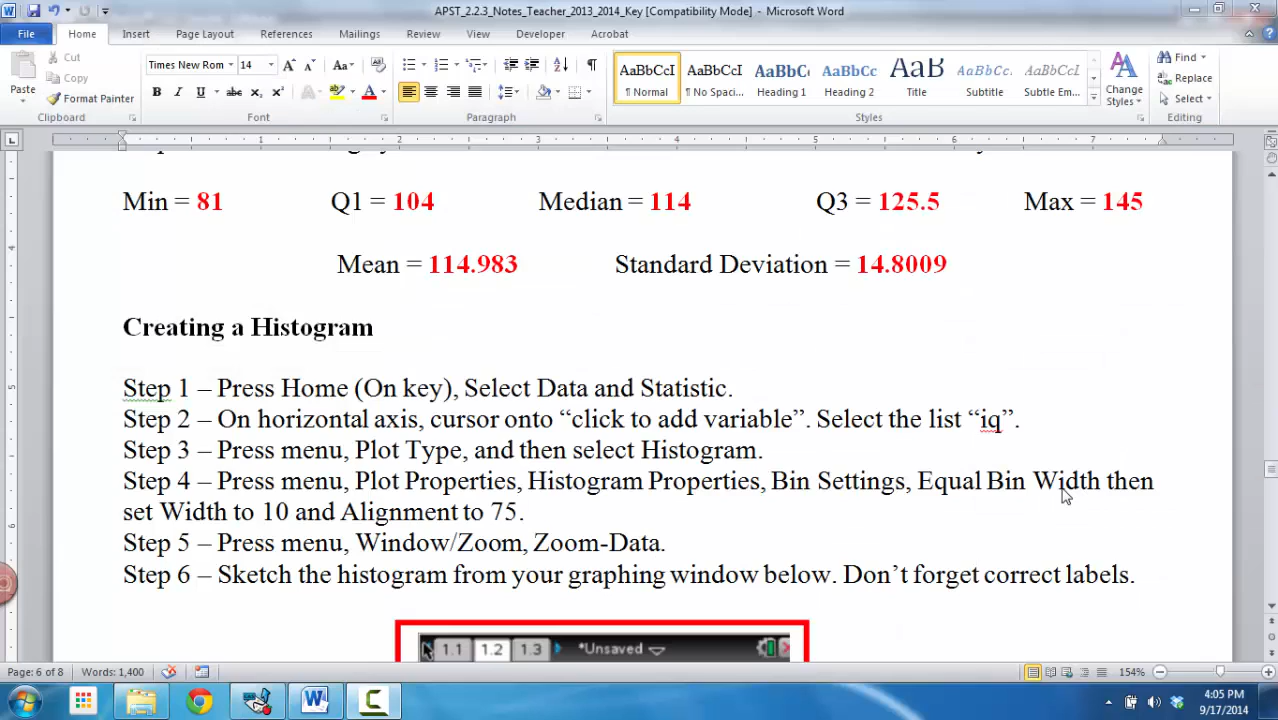 APST_2.2.3_Notes_Teacher_2013_2014_Key [Compatibility Mode] - Microsoft Word
File Home Insert Page Layout References Mailings Review View Developer Acrobat
Paste Cut Copy Format Painter Clipboard
Times New Rom 14 Font
Paragraph
AaBbCcI ¶ Normal AaBbCcI ¶ No Spaci... AaBbC Heading 1 AaBbCc Heading 2 AaB Title AaBbCcI Subtitle AaBbCcI Subtle Em... Change Styles Styles
Find Replace Select Editing
1 2 3 4 5 6 7
Min = 81 Q1 = 104 Median = 114 Q3 = 125.5 Max = 145
Mean = 114.983 Standard Deviation = 14.8009
Creating a Histogram
Step 1 – Press Home (On key), Select Data and Statistic.
Step 2 – On horizontal axis, cursor onto “click to add variable”. Select the list “iq”.
Step 3 – Press menu, Plot Type, and then select Histogram.
Step 4 – Press menu, Plot Properties, Histogram Properties, Bin Settings, Equal Bin Width then
set Width to 10 and Alignment to 75.
Step 5 – Press menu, Window/Zoom, Zoom-Data.
Step 6 – Sketch the histogram from your graphing window below. Don’t forget correct labels.
1.1 1.2 1.3 *Unsaved
Page: 6 of 8 Words: 1,400 154%
4:05 PM
9/17/2014